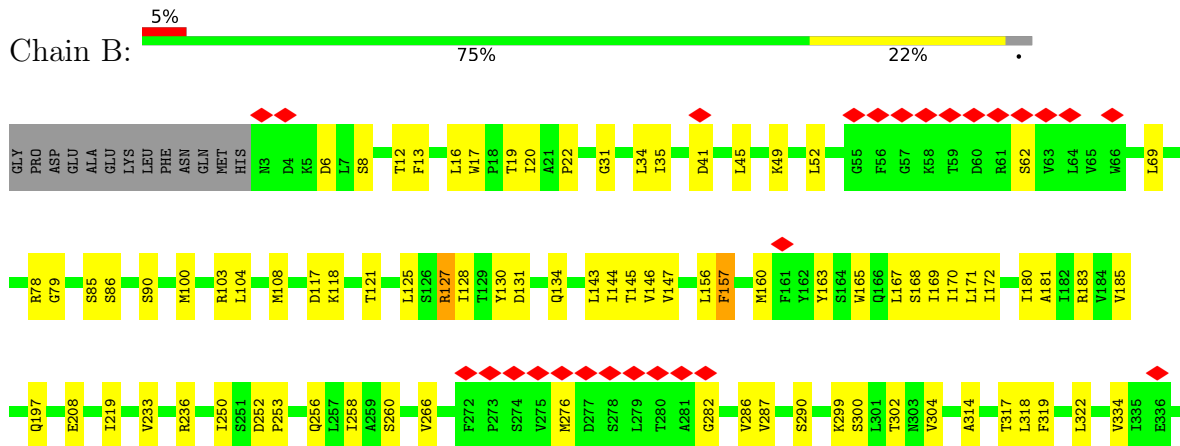 5%
Chain B:
75% 22% •
GLY PRO ASP GLU ALA GLU LYS LEU PHE ASN GLN MET HIS N3 D4 K5 D6 L7 S8 T12 F13 L16 W17 P18 T19 I20 A21 P22 G31 L34 I35 D41 L45 K49 L52 G55 F56 G57 K58 T59 D60 R61 S62 V63 L64 V65 W66 L69
R78 G79 S85 S86 S90 M100 R103 L104 M108 D117 K118 T121 L125 S126 R127 I128 T129 Y130 D131 Q134 L143 I144 T145 V146 V147 L156 F157 M160 F161 Y162 Y163 S164 W165 Q166 L167 S168 I169 I170 L171 I172 I180 A181 I182 R183 V184 V185
Q197 E208 I219 V233 R236 I250 S251 D252 P253 Q256 L257 I258 A259 S260 V266 F272 P273 S274 V275 M276 D277 S278 L279 T280 A281 G282 V286 V287 S290 K299 S300 L301 T302 N303 V304 A314 T317 L318 F319 L322 V334 I335 E336